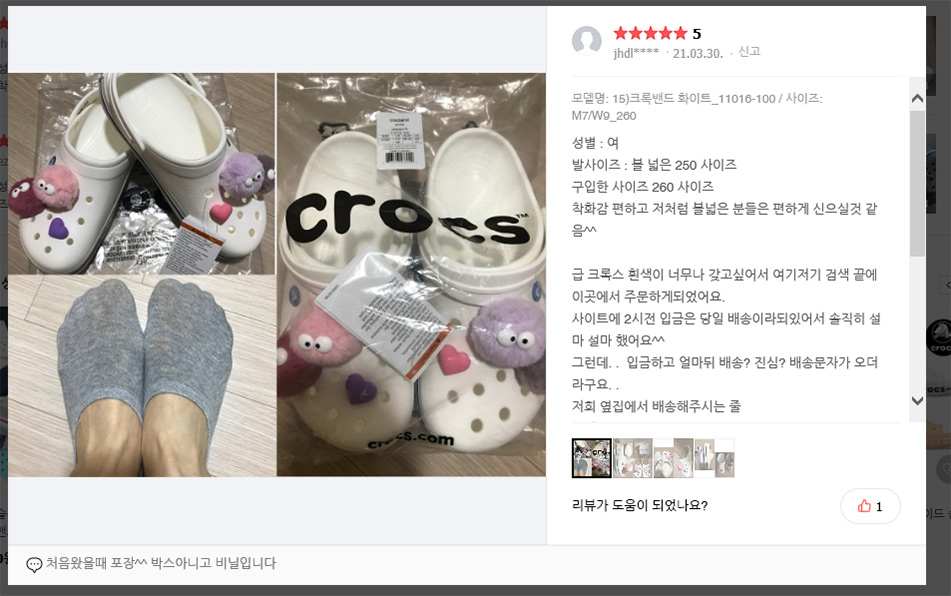 5
jhdl**** · 21.03.30. · 신고
모델명: 15)크록밴드 화이트_11016-100 / 사이즈:
M7/W9_260
성별 : 여
발사이즈 : 볼 넓은 250 사이즈
구입한 사이즈 260 사이즈
착화감 편하고 저처럼 볼넓은 분들은 편하게 신으실것 같
음^^
급 크록스 흰색이 너무나 갖고싶어서 여기저기 검색 끝에
이곳에서 주문하게되었어요.
사이트에 2시전 입금은 당일 배송이라되있어서 솔직히 설
마 설마 했어요^^
그런데. . 입금하고 얼마뒤 배송? 진심? 배송문자가 오더
라구요. .
저희 옆집에서 배송해주시는 줄
리뷰가 도움이 되었나요?
1
처음왔을때 포장^^ 박스아니고 비닐입니다
crocs™
crocs.com